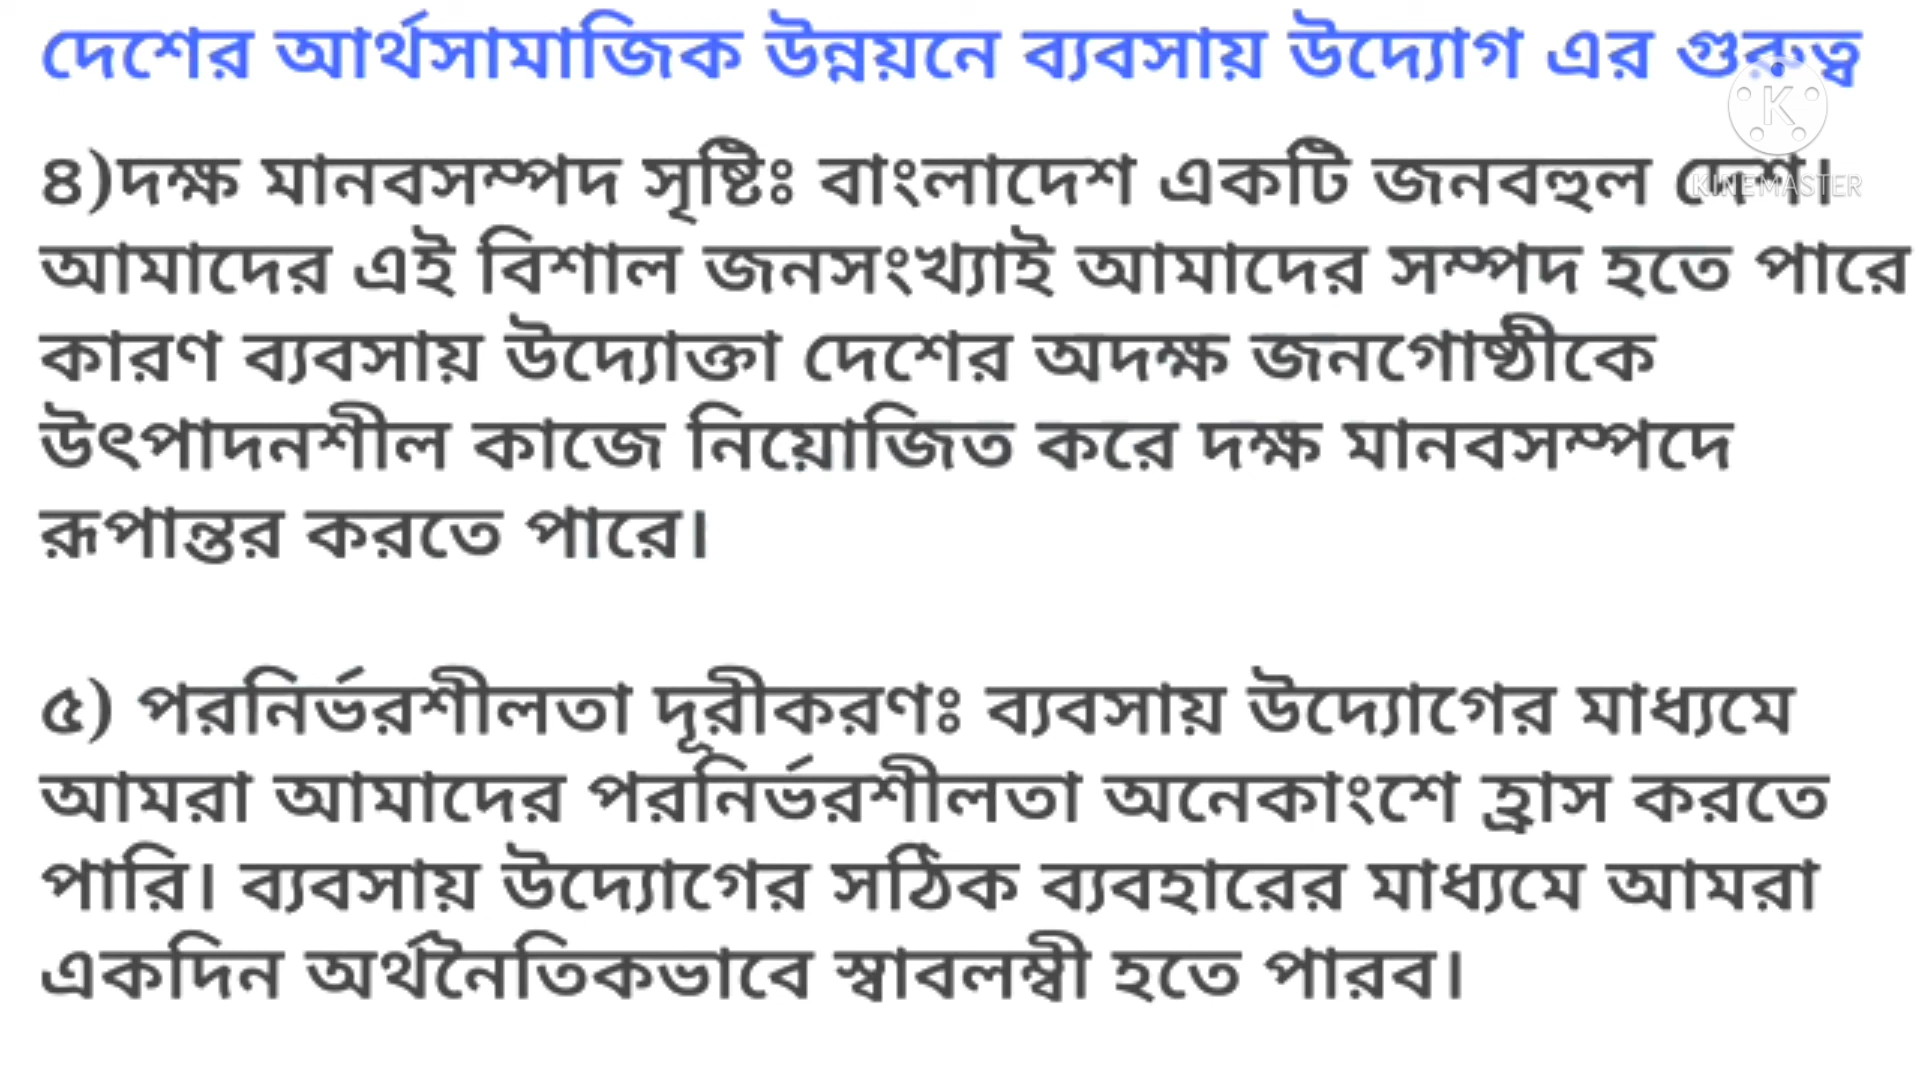 দেশের আর্থসামাজিক উন্নয়নে ব্যবসায় উদ্যোগ এর গুরুত্ব
K
KINEMASTER
৪)দক্ষ মানবসম্পদ সৃষ্টিঃ বাংলাদেশ একটি জনবহুল দেশ।
আমাদের এই বিশাল জনসংখ্যাই আমাদের সম্পদ হতে পারে
কারণ ব্যবসায় উদ্যোক্তা দেশের অদক্ষ জনগোষ্ঠীকে
উৎপাদনশীল কাজে নিয়োজিত করে দক্ষ মানবসম্পদে
রূপান্তর করতে পারে।
৫) পরনির্ভরশীলতা দূরীকরণঃ ব্যবসায় উদ্যোগের মাধ্যমে
আমরা আমাদের পরনির্ভরশীলতা অনেকাংশে হ্রাস করতে
পারি। ব্যবসায় উদ্যোগের সঠিক ব্যবহারের মাধ্যমে আমরা
একদিন অর্থনৈতিকভাবে স্বাবলম্বী হতে পারব।